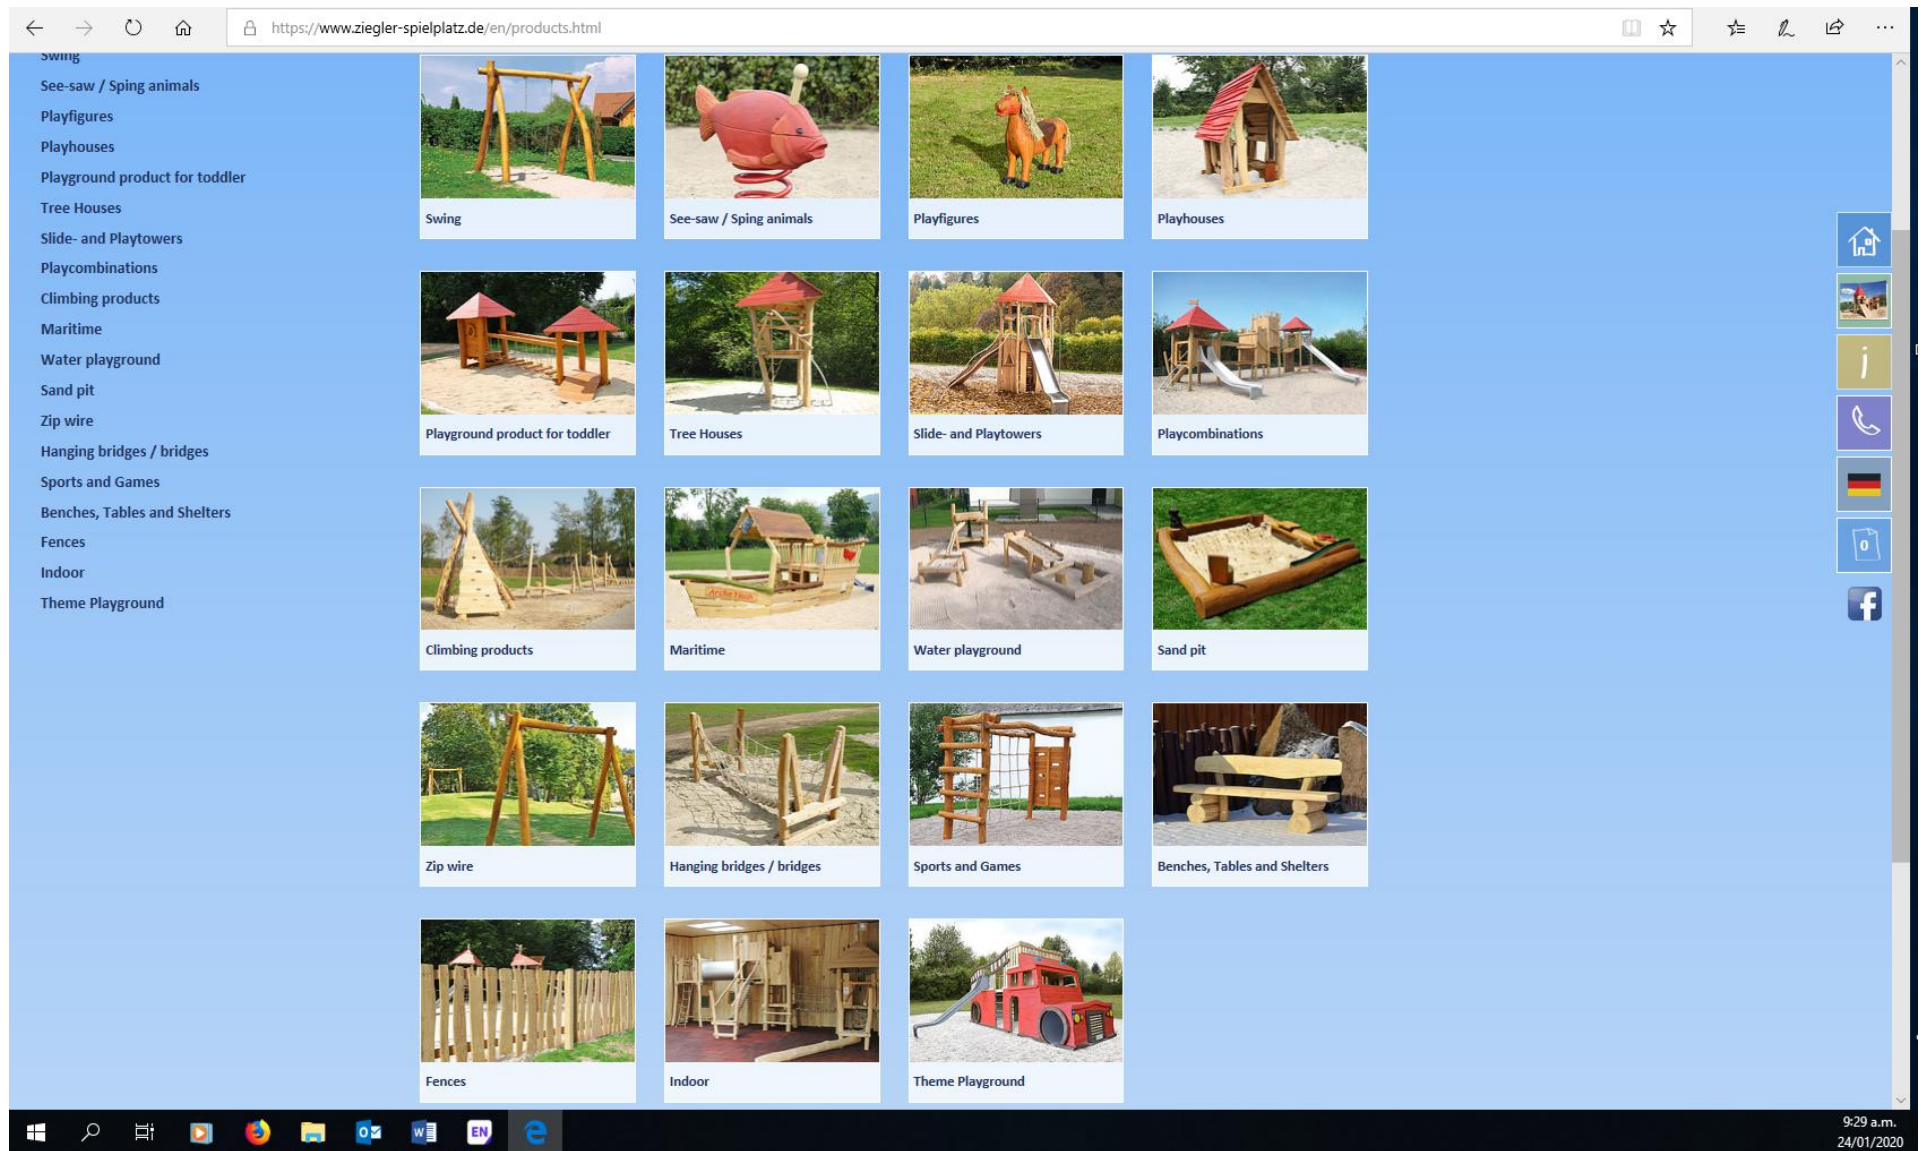 https://www.ziegler-spielplatz.de/en/products.html
Swing
See-saw / Sping animals
Playfigures
Playhouses
Playground product for toddler
Tree Houses
Slide- and Playtowers
Playcombinations
Climbing products
Maritime
Water playground
Sand pit
Zip wire
Hanging bridges / bridges
Sports and Games
Benches, Tables and Shelters
Fences
Indoor
Theme Playground
Swing
See-saw / Sping animals
Playfigures
Playhouses
Playground product for toddler
Tree Houses
Slide- and Playtowers
Playcombinations
Arche Noah
Climbing products
Maritime
Water playground
Sand pit
Zip wire
Hanging bridges / bridges
Sports and Games
Benches, Tables and Shelters
Fences
Indoor
Theme Playground
i
0
f
EN
9:29 a.m.
24/01/2020